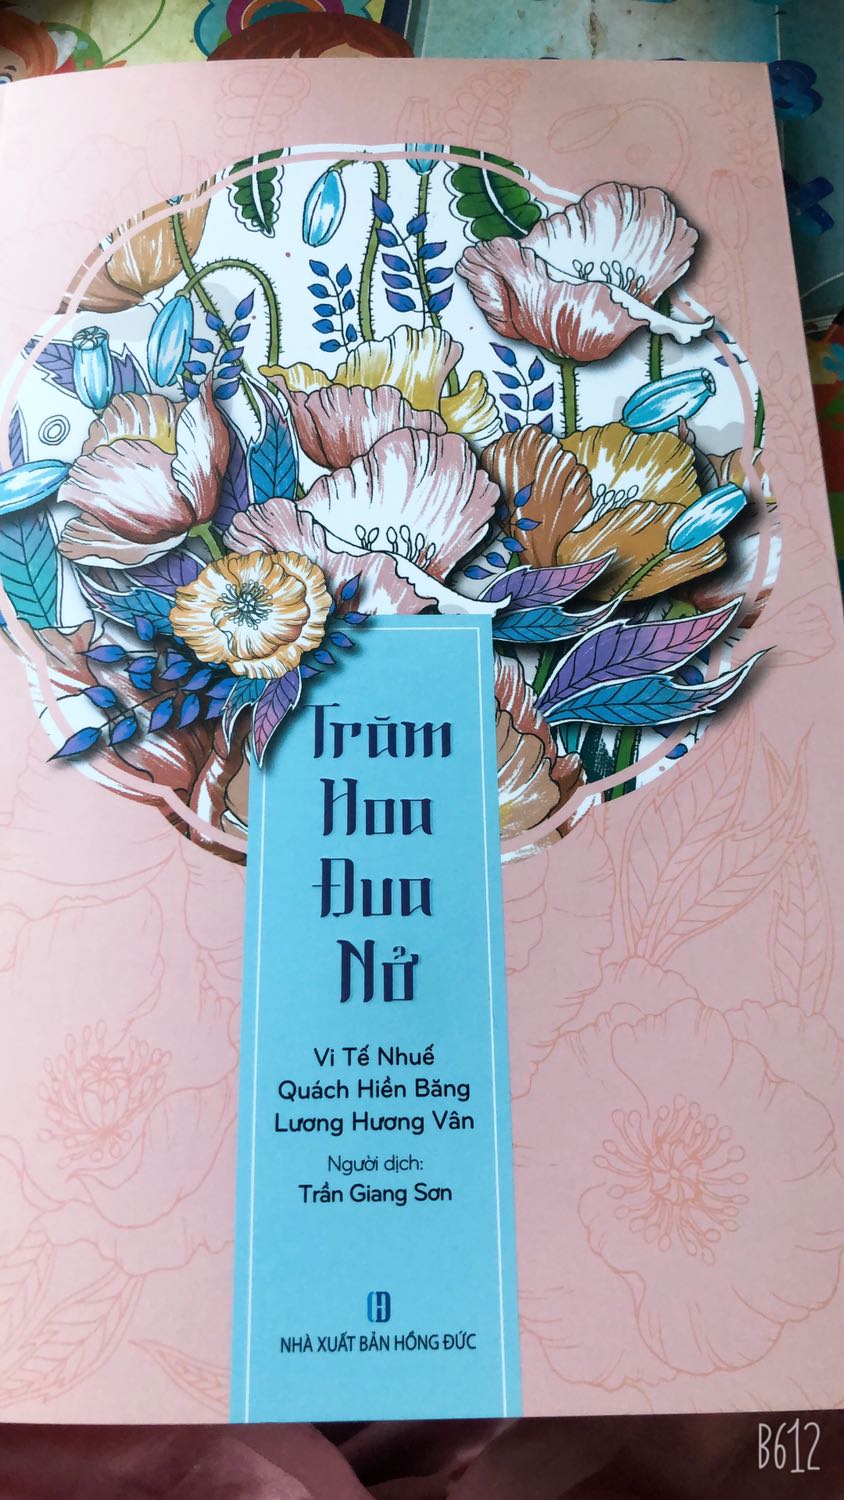 Trăm
Hoa
Đua
Nở
Vi Tế Nhuế
Quách Hiền Băng
Lương Hương Vân
Người dịch:
Trần Giang Sơn
NHÀ XUẤT BẢN HỒNG ĐỨC
B612